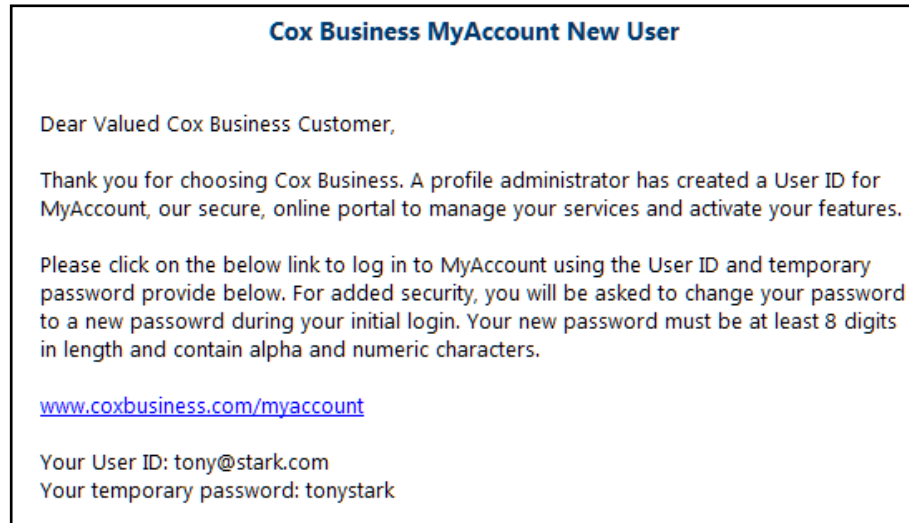 Cox Business MyAccount New User
Dear Valued Cox Business Customer,
Thank you for choosing Cox Business. A profile administrator has created a User ID for
MyAccount, our secure, online portal to manage your services and activate your features.
Please click on the below link to log in to MyAccount using the User ID and temporary
password provide below. For added security, you will be asked to change your password
to a new passowrd during your initial login. Your new password must be at least 8 digits
in length and contain alpha and numeric characters.
www.coxbusiness.com/myaccount
Your User ID: tony@stark.com
Your temporary password: tonystark